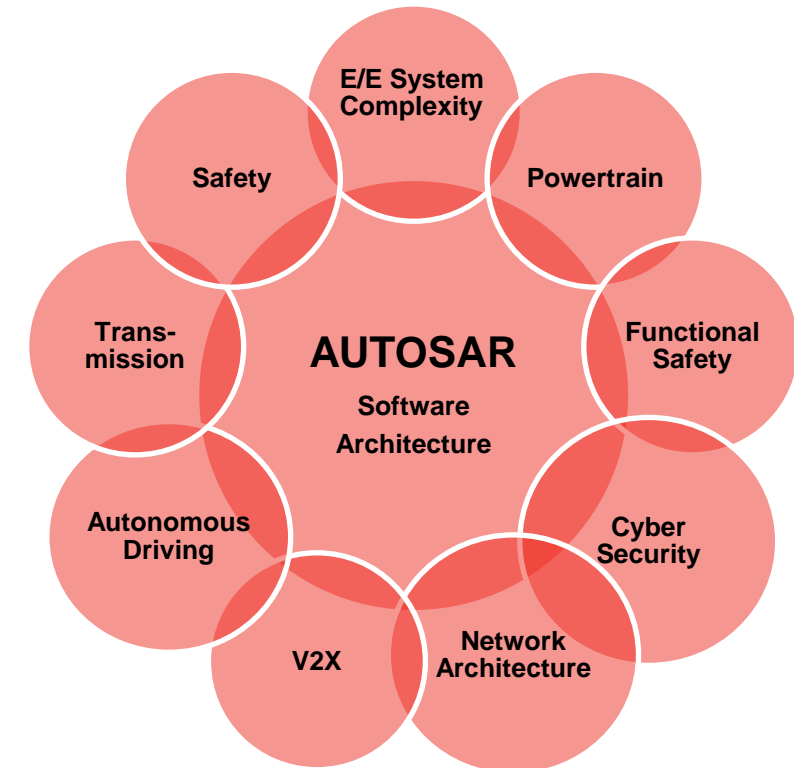 E/E System
Complexity
Safety
Powertrain
Trans-
mission
AUTOSAR
Software
Architecture
Functional
Safety
Autonomous
Driving
Cyber
Security
V2X
Network
Architecture